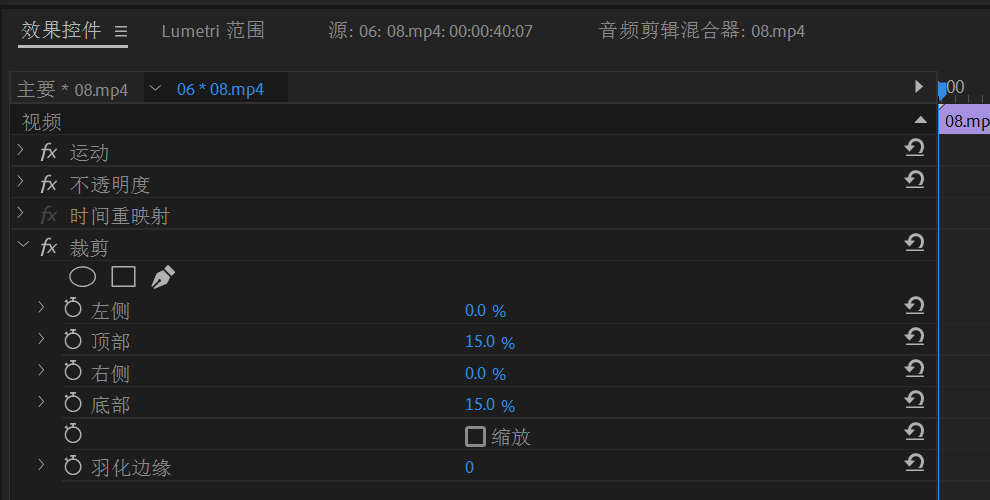 效果控件 Lumetri 范围 源: 06: 08.mp4: 00:00:40:07 音频剪辑混合器: 08.mp4
主要 * 08.mp4 06 * 08.mp4 :00
视频 08.mp
fx 运动
fx 不透明度
fx 时间重映射
fx 裁剪
左侧 0.0 %
顶部 15.0 %
右侧 0.0 %
底部 15.0 %
缩放
羽化边缘 0